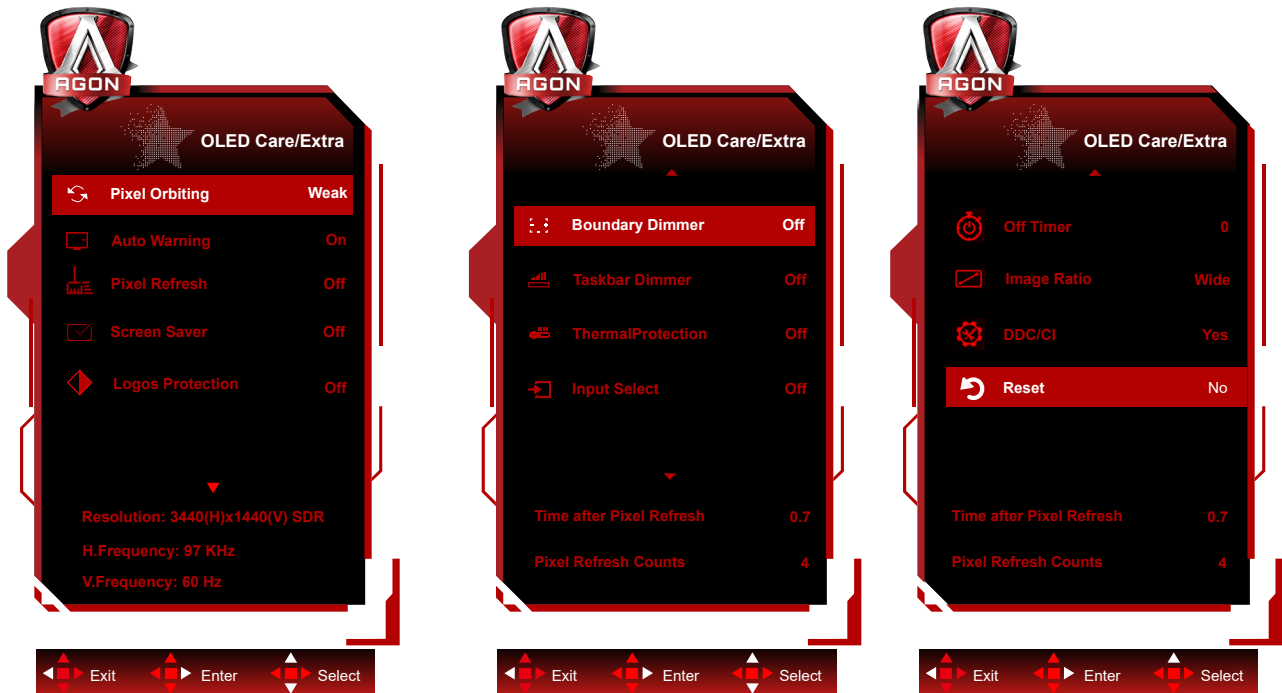 AGON
OLED Care/Extra
Pixel Orbiting Weak
Auto Warning On
Pixel Refresh Off
Screen Saver Off
Logos Protection Off
Resolution: 3440(H)x1440(V) SDR
H.Frequency: 97 KHz
V.Frequency: 60 Hz
Exit Enter Select
AGON
OLED Care/Extra
Boundary Dimmer Off
Taskbar Dimmer Off
ThermalProtection Off
Input Select Off
Time after Pixel Refresh 0.7
Pixel Refresh Counts 4
Exit Enter Select
AGON
OLED Care/Extra
Off Timer 0
Image Ratio Wide
DDC/CI Yes
Reset No
Time after Pixel Refresh 0.7
Pixel Refresh Counts 4
Exit Enter Select